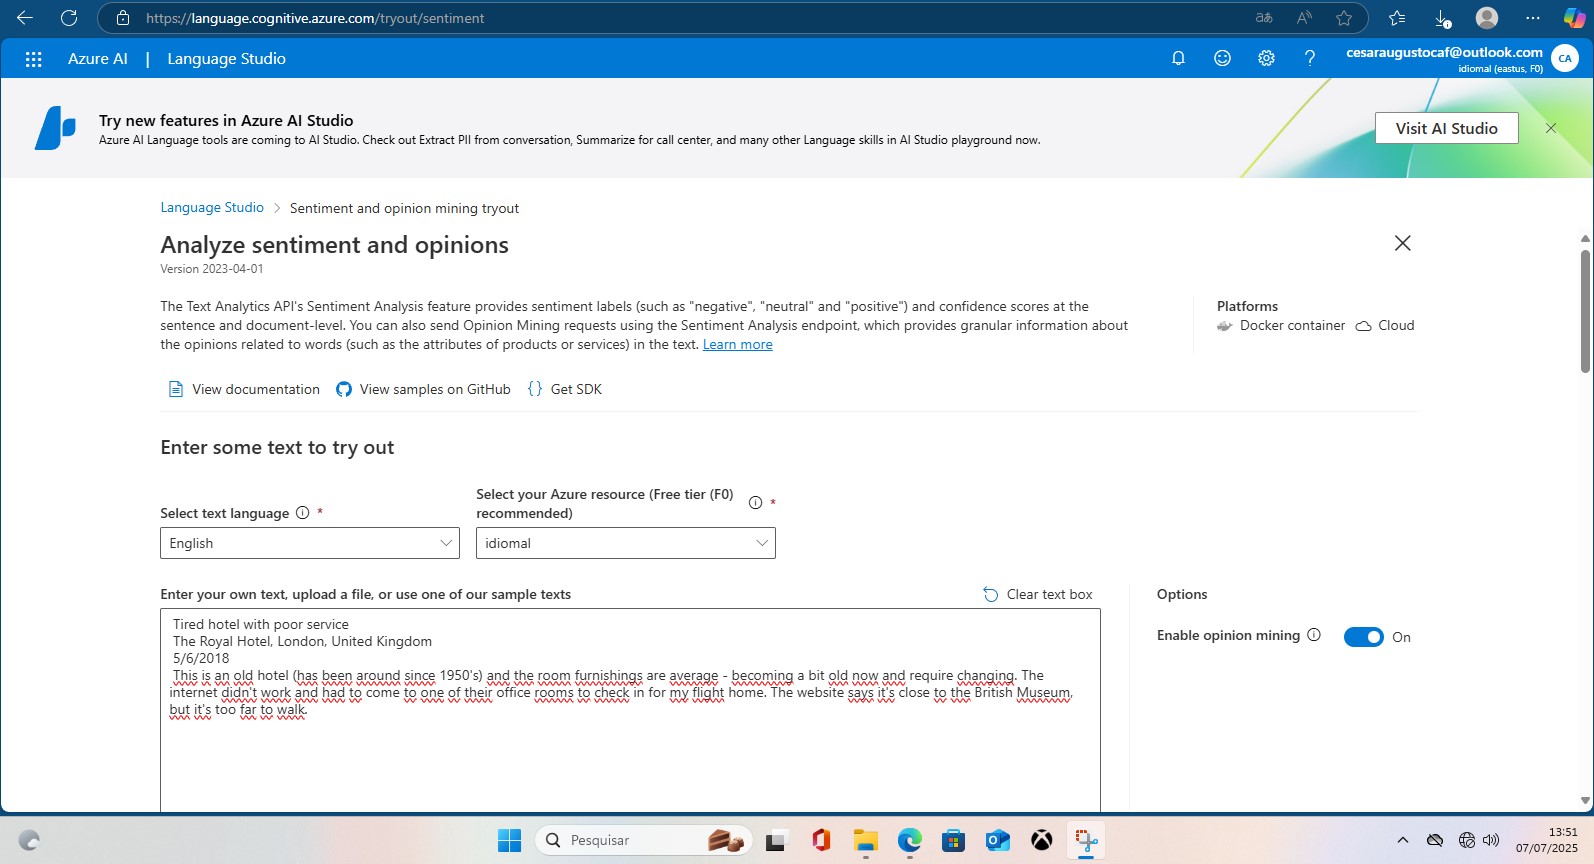 https://language.cognitive.azure.com/tryout/sentiment
Azure AI | Language Studio
cesaraugustocaf@outlook.com
idiomal (eastus, F0)
CA
Try new features in Azure AI Studio
Azure AI Language tools are coming to AI Studio. Check out Extract PII from conversation, Summarize for call center, and many other Language skills in AI Studio playground now.
Visit AI Studio
Language Studio > Sentiment and opinion mining tryout
Analyze sentiment and opinions
Version 2023-04-01
The Text Analytics API's Sentiment Analysis feature provides sentiment labels (such as "negative", "neutral" and "positive") and confidence scores at the
sentence and document-level. You can also send Opinion Mining requests using the Sentiment Analysis endpoint, which provides granular information about
the opinions related to words (such as the attributes of products or services) in the text. Learn more
Platforms
Docker container Cloud
View documentation View samples on GitHub {} Get SDK
Enter some text to try out
Select text language *
English
Select your Azure resource (Free tier (F0)
recommended) *
idiomal
Enter your own text, upload a file, or use one of our sample texts
Clear text box
Tired hotel with poor service
The Royal Hotel, London, United Kingdom
5/6/2018
This is an old hotel (has been around since 1950's) and the room furnishings are average - becoming a bit old now and require changing. The
internet didn't work and had to come to one of their office rooms to check in for my flight home. The website says it's close to the British Museum,
but it's too far to walk.
Options
Enable opinion mining On
Pesquisar
13:51
07/07/2025